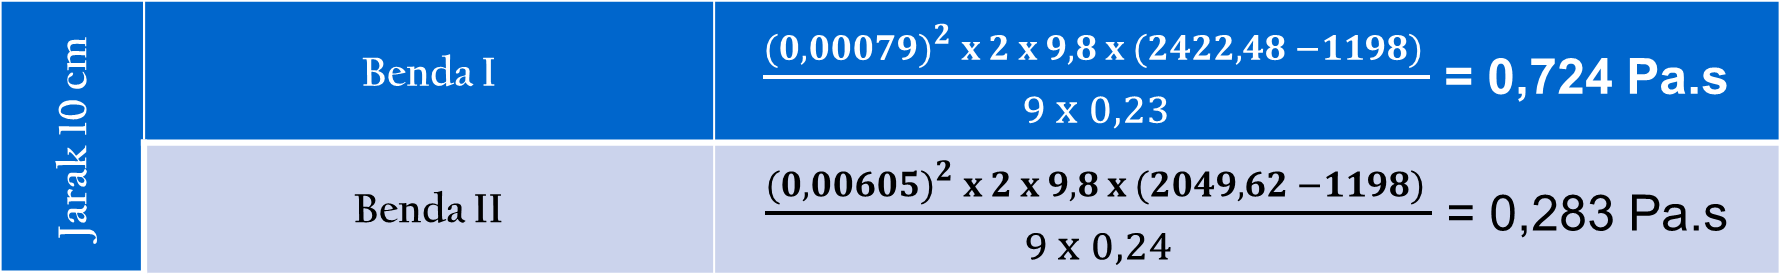 Jarak 10 cm
Benda I
(0,00079)² x 2 x 9,8 x (2422,48 −1198)
9 x 0,23
= 0,724 Pa.s
Benda II
(0,00605)² x 2 x 9,8 x (2049,62 −1198)
9 x 0,24
= 0,283 Pa.s